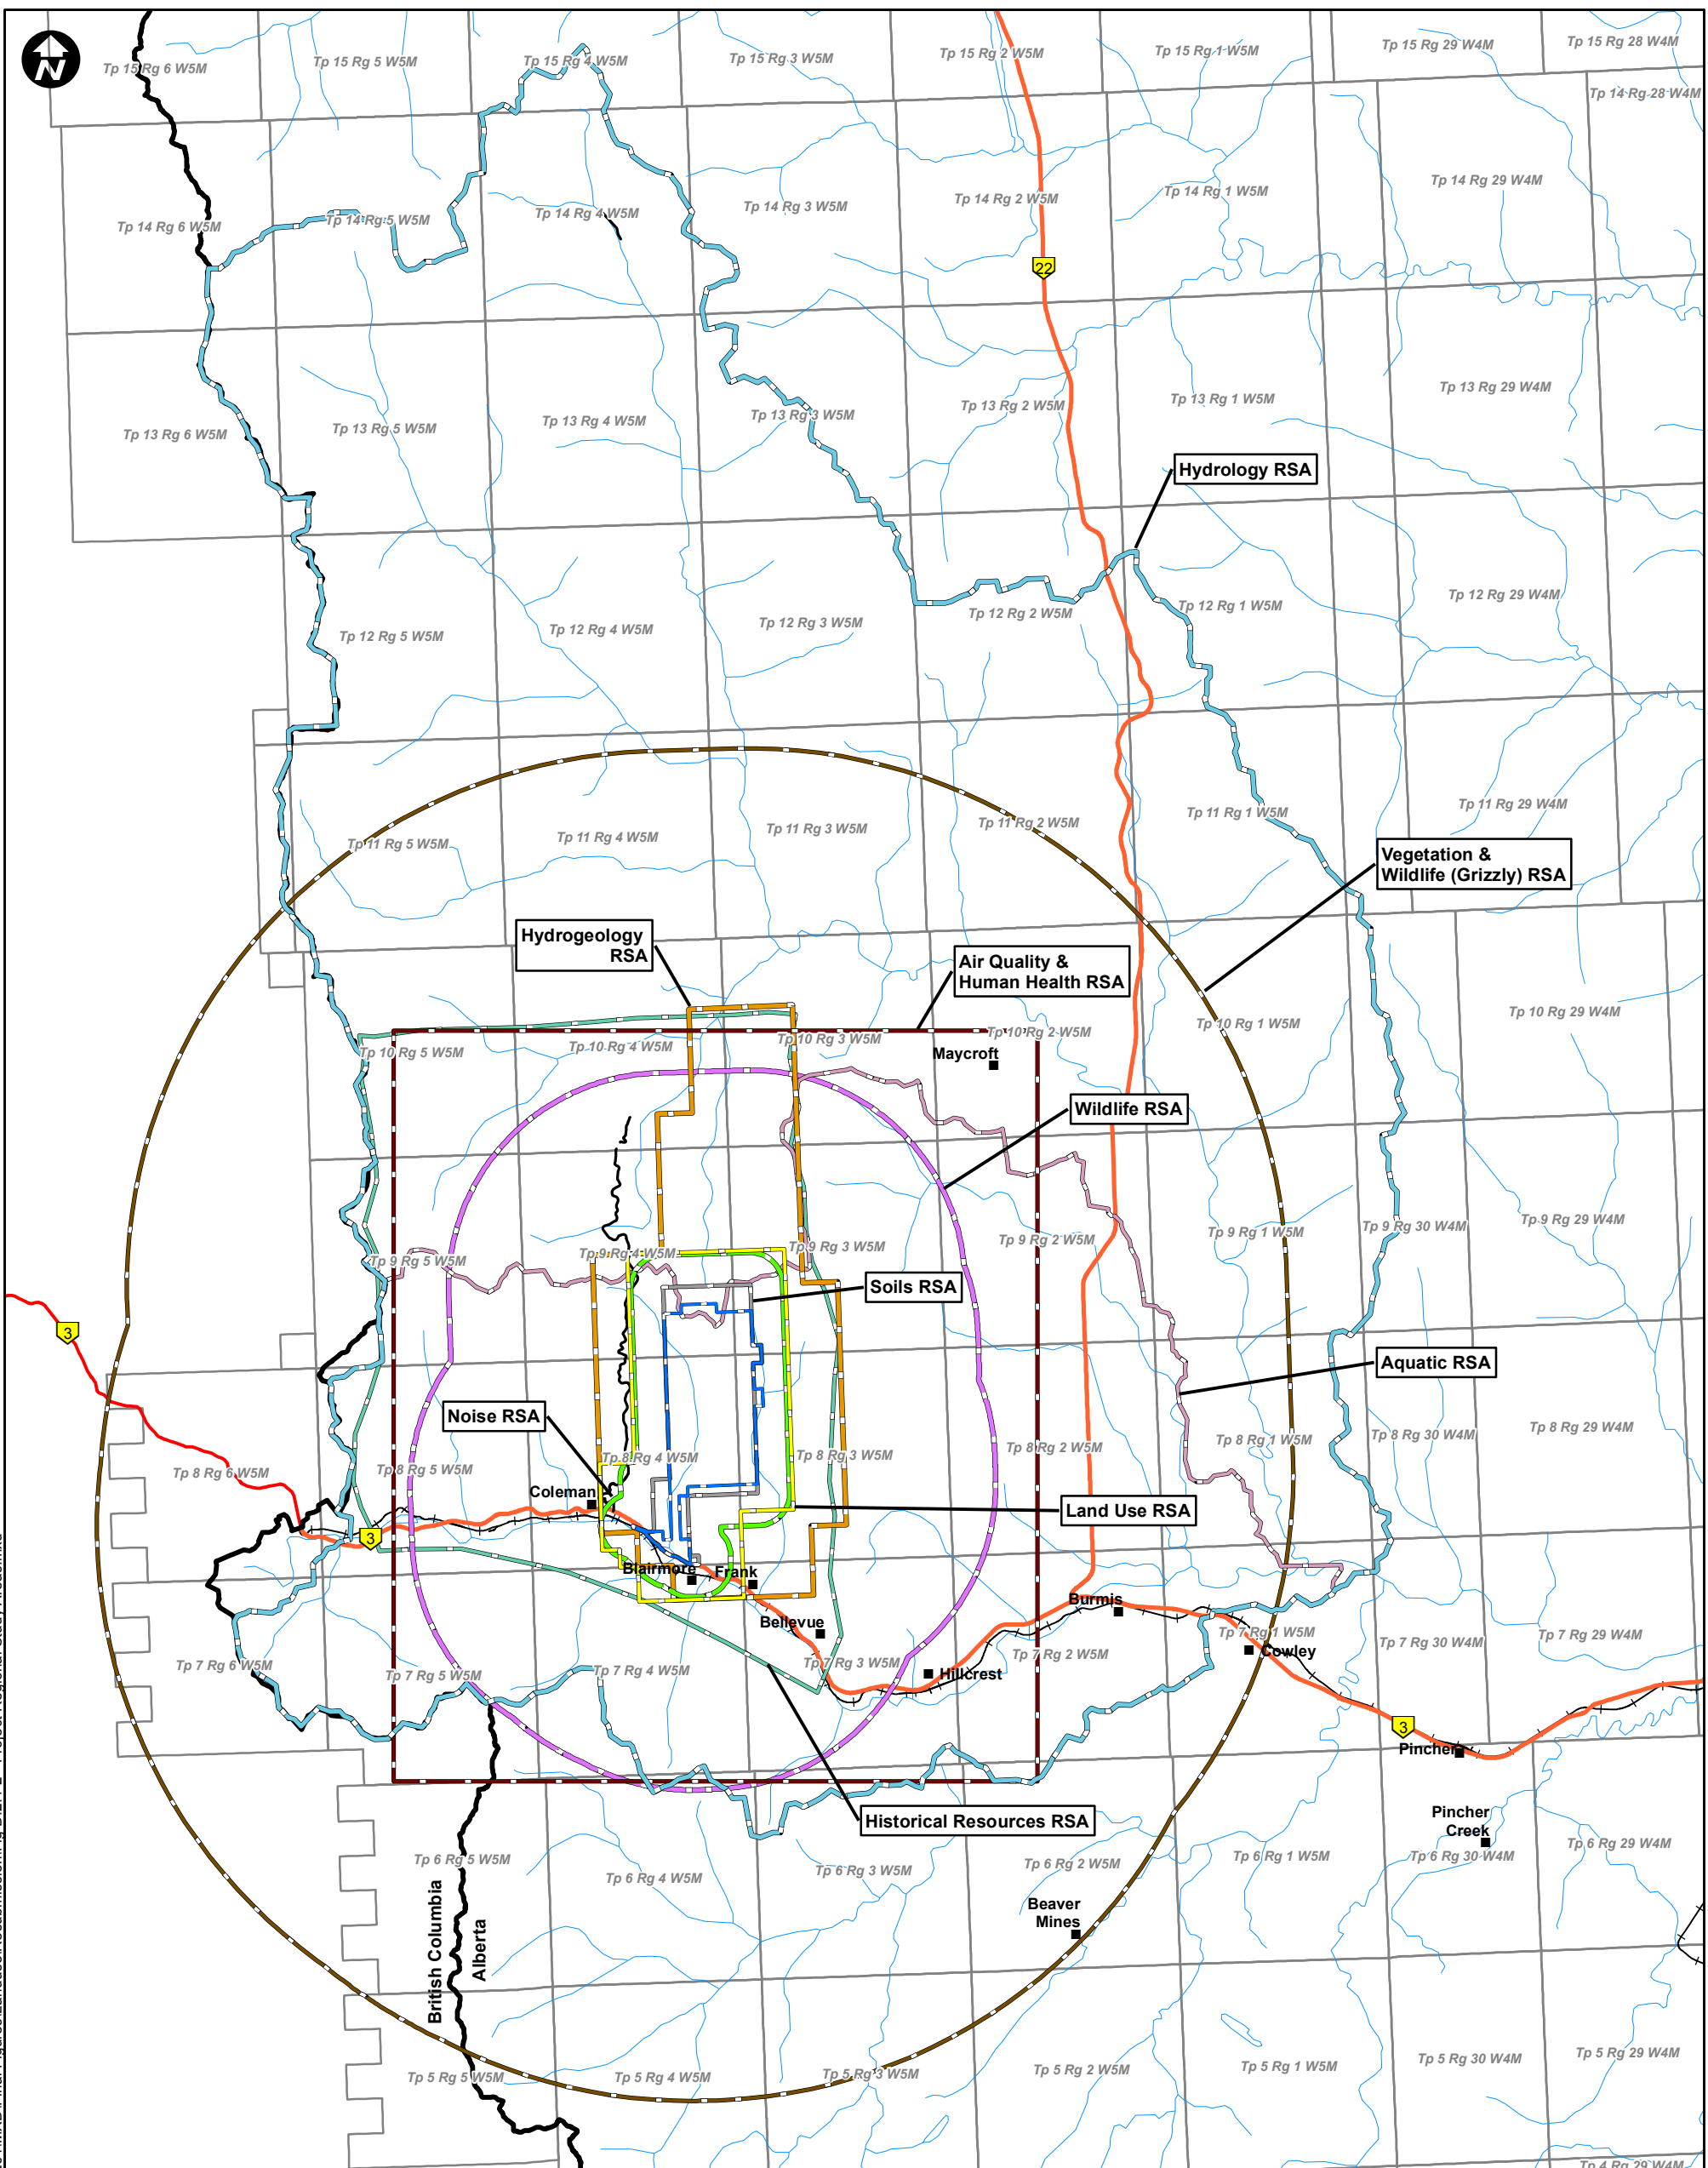 N
Tp 15 Rg 6 W5M
Tp 15 Rg 5 W5M
Tp 15 Rg 4 W5M
Tp 15 Rg 3 W5M
Tp 15 Rg 2 W5M
Tp 15 Rg 1 W5M
Tp 15 Rg 29 W4M
Tp 15 Rg 28 W4M
Tp 14 Rg 28 W4M
Tp 14 Rg 6 W5M
Tp 14 Rg 5 W5M
Tp 14 Rg 4 W5M
Tp 14 Rg 3 W5M
Tp 14 Rg 2 W5M
Tp 14 Rg 1 W5M
Tp 14 Rg 29 W4M
22
Tp 13 Rg 6 W5M
Tp 13 Rg 5 W5M
Tp 13 Rg 4 W5M
Tp 13 Rg 3 W5M
Tp 13 Rg 2 W5M
Tp 13 Rg 1 W5M
Tp 13 Rg 29 W4M
Hydrology RSA
Tp 12 Rg 5 W5M
Tp 12 Rg 4 W5M
Tp 12 Rg 3 W5M
Tp 12 Rg 2 W5M
Tp 12 Rg 1 W5M
Tp 12 Rg 29 W4M
Tp 11 Rg 5 W5M
Tp 11 Rg 4 W5M
Tp 11 Rg 3 W5M
Tp 11 Rg 2 W5M
Tp 11 Rg 1 W5M
Tp 11 Rg 29 W4M
Vegetation &
Wildlife (Grizzly) RSA
Hydrogeology
RSA
Air Quality &
Human Health RSA
Tp 10 Rg 5 W5M
Tp 10 Rg 4 W5M
Tp 10 Rg 3 W5M
Tp 10 Rg 2 W5M
Tp 10 Rg 1 W5M
Tp 10 Rg 29 W4M
Maycroft
Wildlife RSA
Tp 9 Rg 5 W5M
Tp 9 Rg 4 W5M
Tp 9 Rg 3 W5M
Tp 9 Rg 2 W5M
Tp 9 Rg 1 W5M
Tp 9 Rg 30 W4M
Tp 9 Rg 29 W4M
Soils RSA
3
Aquatic RSA
Noise RSA
Tp 8 Rg 6 W5M
Tp 8 Rg 5 W5M
Tp 8 Rg 4 W5M
Tp 8 Rg 3 W5M
Tp 8 Rg 2 W5M
Tp 8 Rg 1 W5M
Tp 8 Rg 30 W4M
Tp 8 Rg 29 W4M
Coleman
Land Use RSA
3
Blairmore
Frank
Burmis
Bellevue
Hillcrest
Cowley
Tp 7 Rg 6 W5M
Tp 7 Rg 5 W5M
Tp 7 Rg 4 W5M
Tp 7 Rg 3 W5M
Tp 7 Rg 2 W5M
Tp 7 Rg 1 W5M
Tp 7 Rg 30 W4M
Tp 7 Rg 29 W4M
3
Pincher
Historical Resources RSA
Pincher
Creek
Tp 6 Rg 5 W5M
Tp 6 Rg 4 W5M
Tp 6 Rg 3 W5M
Tp 6 Rg 2 W5M
Tp 6 Rg 1 W5M
Tp 6 Rg 30 W4M
Tp 6 Rg 29 W4M
Beaver
Mines
British Columbia
Alberta
Tp 5 Rg 5 W5M
Tp 5 Rg 4 W5M
Tp 5 Rg 3 W5M
Tp 5 Rg 2 W5M
Tp 5 Rg 1 W5M
Tp 5 Rg 30 W4M
Tp 5 Rg 29 W4M
Tp 4 Rg 29 W4M